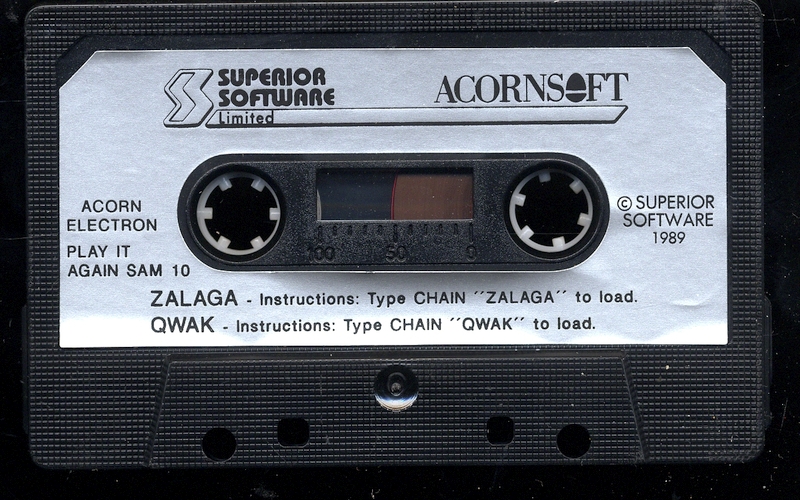 SUPERIOR
SOFTWARE
Limited
ACORNSOFT
ACORN
ELECTRON
PLAY IT
AGAIN SAM 10
© SUPERIOR
SOFTWARE
1989
100 50 0
ZALAGA - Instructions: Type CHAIN ˝ZALAGA˝ to load.
QWAK - Instructions: Type CHAIN ˝QWAK˝ to load.